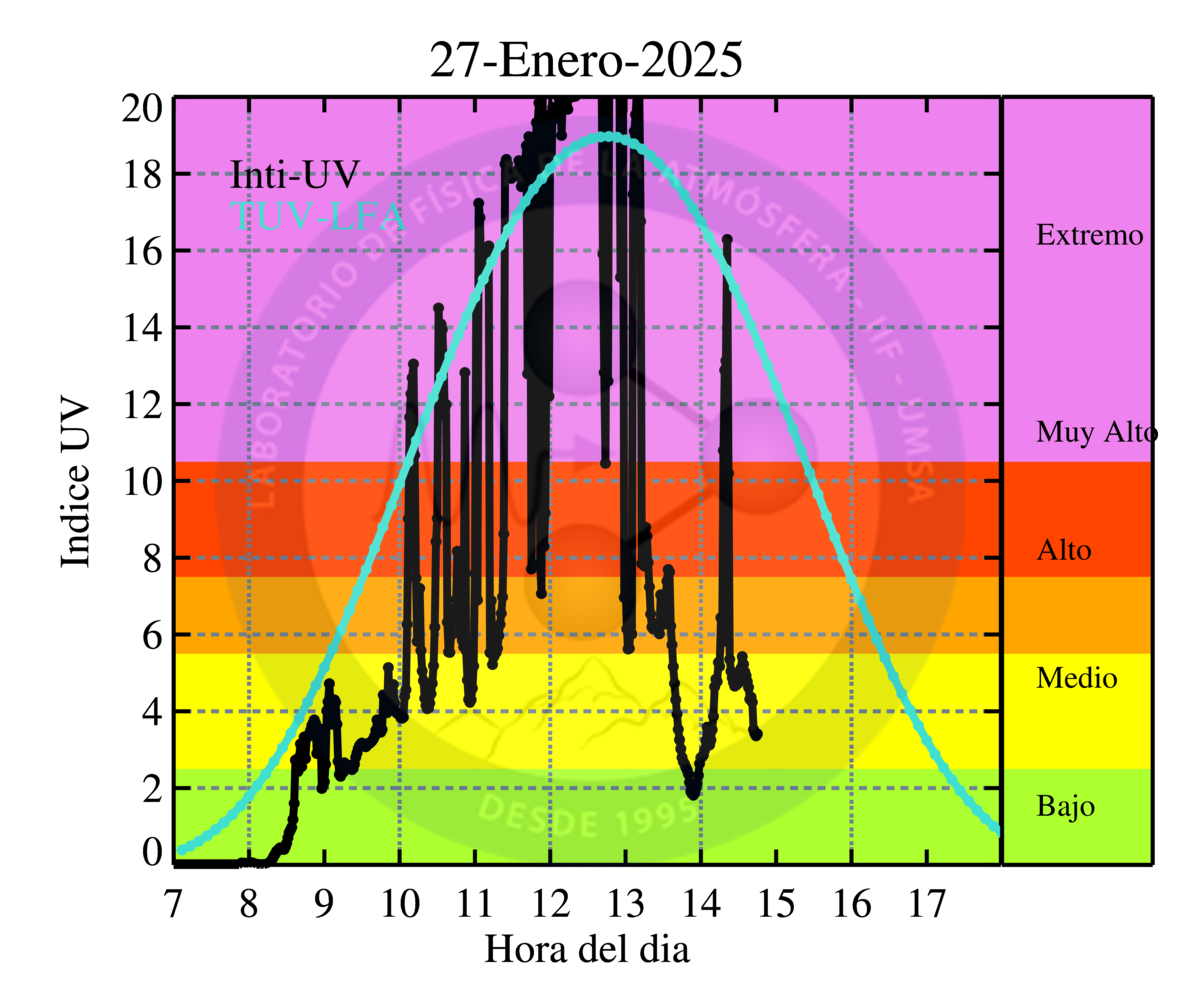 27-Enero-2025
Indice UV
20
18
16
14
12
10
8
6
4
2
0
Inti-UV
TUV-LFA
LABORATORIO DE FÍSICA DE LA ATMÓSFERA - IIF - UMSA
DESDE 1995
Extremo
Muy Alto
Alto
Medio
Bajo
7 8 9 10 11 12 13 14 15 16 17
Hora del dia